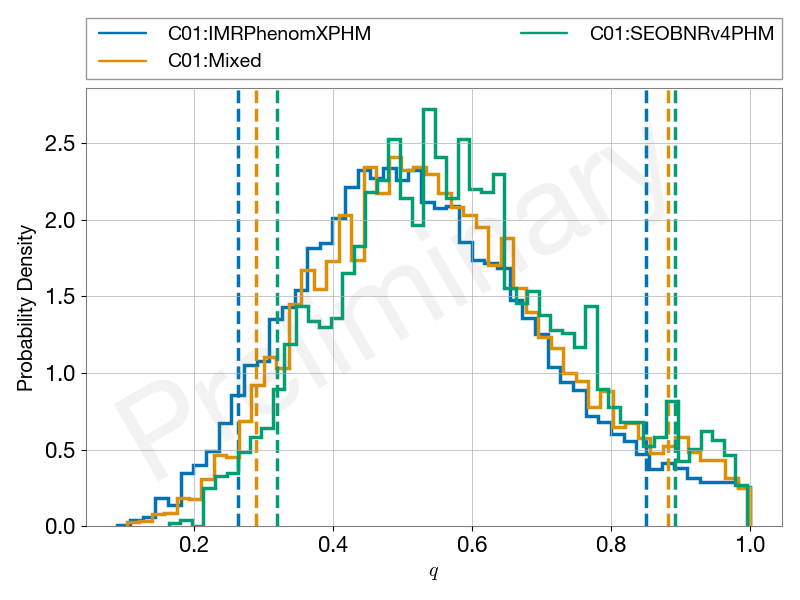 C01:IMRPhenomXPHM
C01:Mixed
C01:SEOBNRv4PHM
Preliminary
Probability Density
2.5
2.0
1.5
1.0
0.5
0.0
0.2
0.4
0.6
0.8
1.0
q